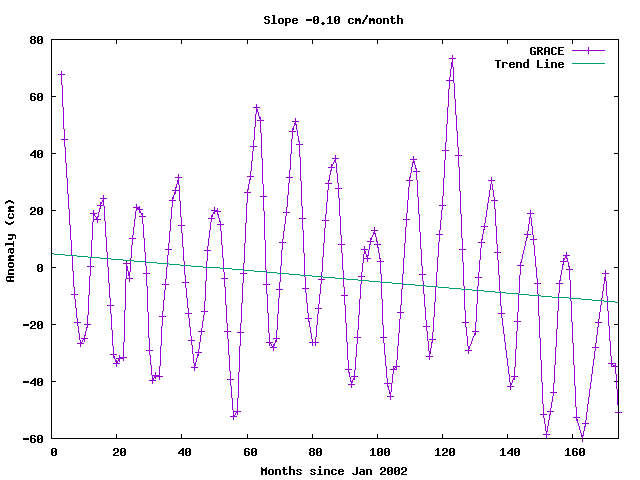 Slope -0.10 cm/month
GRACE
Trend Line
80
60
40
20
0
-20
-40
-60
Anomaly (cm)
0 20 40 60 80 100 120 140 160
Months since Jan 2002